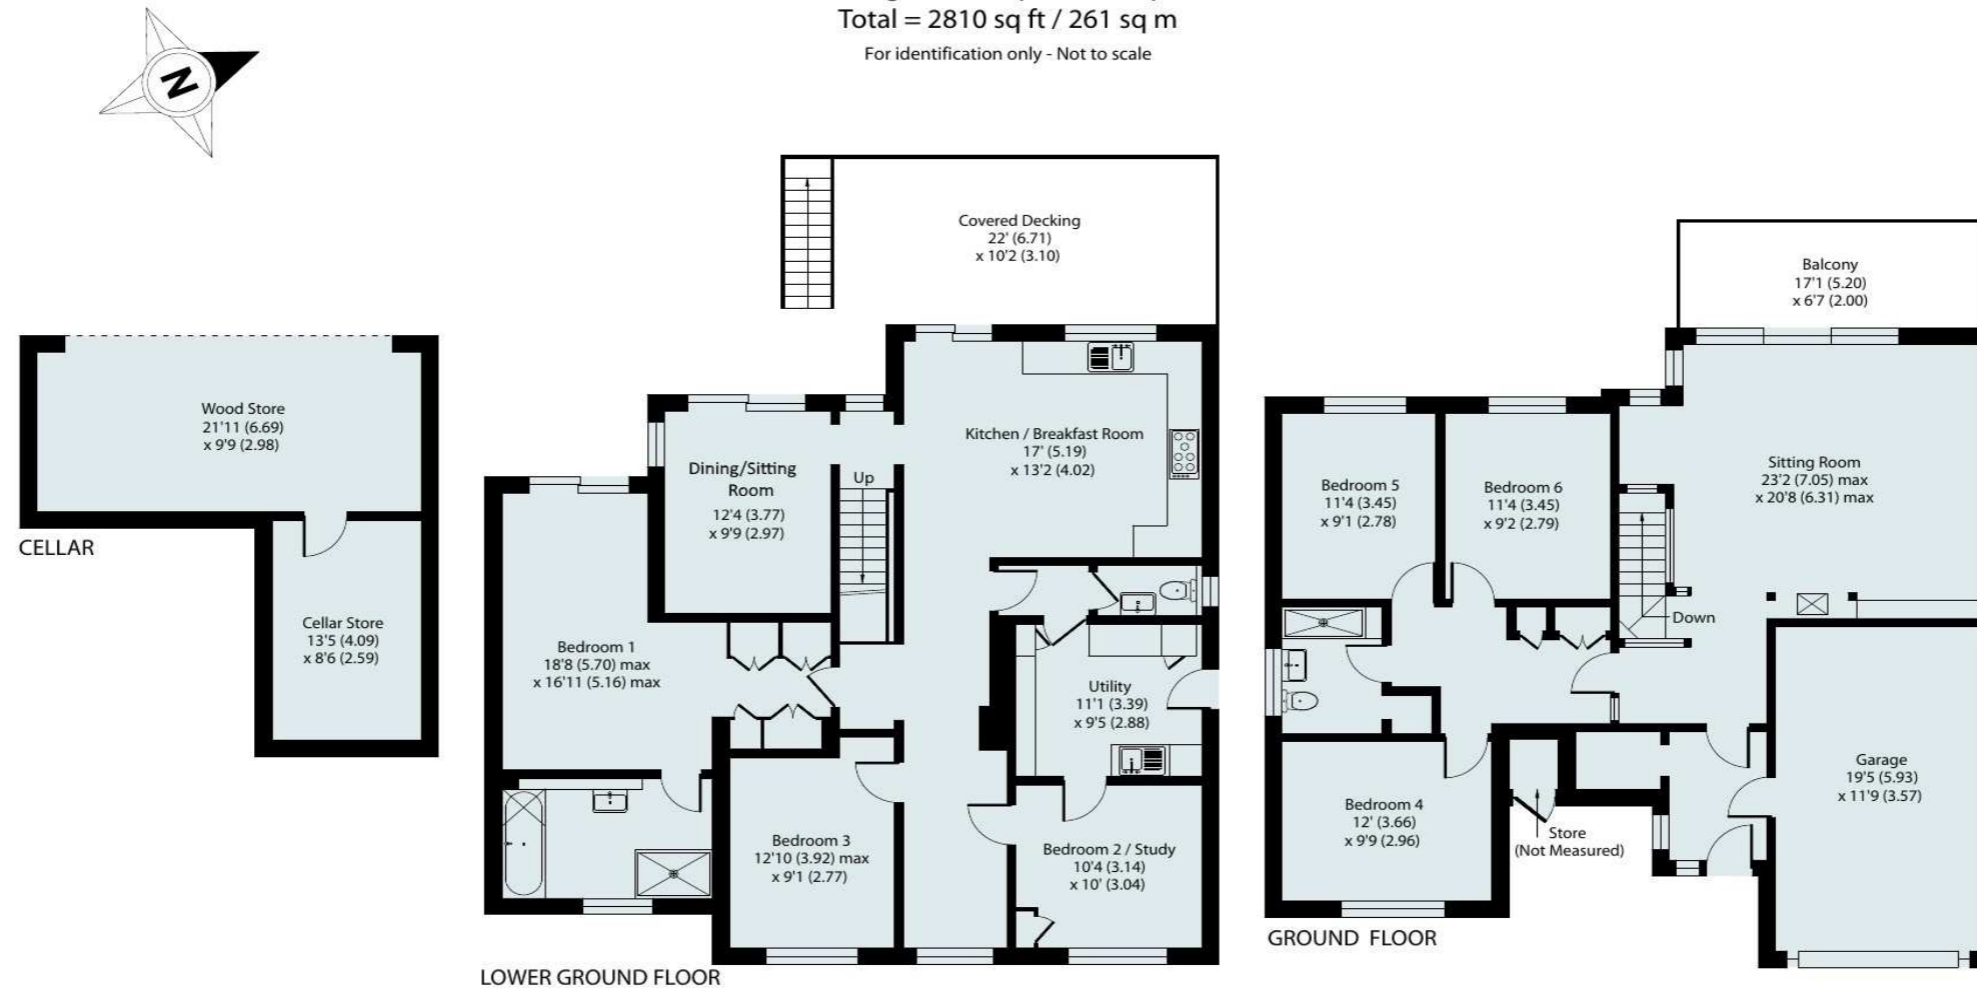 Total = 2810 sq ft / 261 sq m
For identification only - Not to scale
N
Covered Decking
22' (6.71)
x 10'2 (3.10)
Balcony
17'1 (5.20)
x 6'7 (2.00)
Wood Store
21'11 (6.69)
x 9'9 (2.98)
CELLAR
Cellar Store
13'5 (4.09)
x 8'6 (2.59)
Kitchen / Breakfast Room
17' (5.19)
x 13'2 (4.02)
Dining/Sitting
Room
12'4 (3.77)
x 9'9 (2.97)
Up
Bedroom 1
18'8 (5.70) max
x 16'11 (5.16) max
Utility
11'1 (3.39)
x 9'5 (2.88)
Bedroom 3
12'10 (3.92) max
x 9'1 (2.77)
Bedroom 2 / Study
10'4 (3.14)
x 10' (3.04)
LOWER GROUND FLOOR
Bedroom 5
11'4 (3.45)
x 9'1 (2.78)
Bedroom 6
11'4 (3.45)
x 9'2 (2.79)
Sitting Room
23'2 (7.05) max
x 20'8 (6.31) max
Down
Bedroom 4
12' (3.66)
x 9'9 (2.96)
Store
(Not Measured)
Garage
19'5 (5.93)
x 11'9 (3.57)
GROUND FLOOR